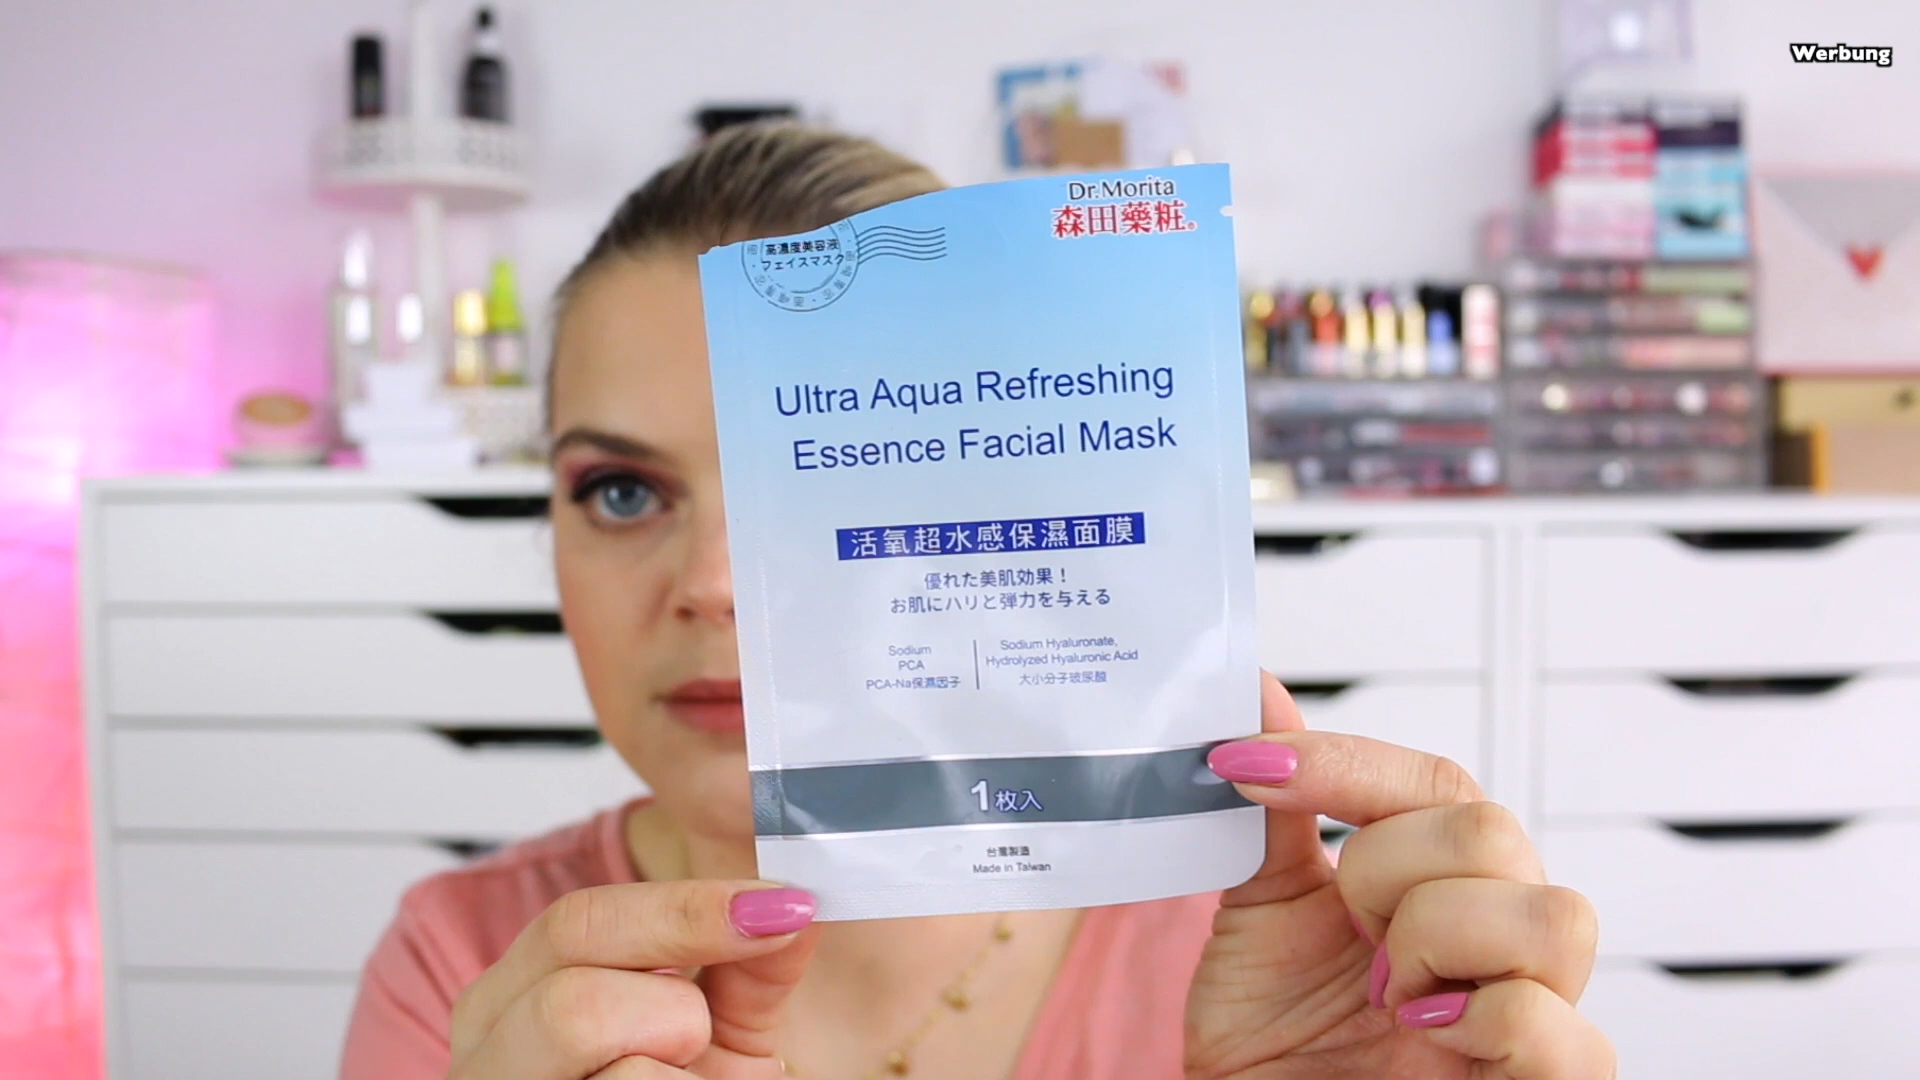 Werbung
Dr.Morita
森田藥粧®
高濃度美容液
フェイスマスク
Ultra Aqua Refreshing
Essence Facial Mask
活氧超水感保濕面膜
優れた美肌効果！
お肌にハリと弾力を与える
Sodium
PCA
PCA-Na保濕因子
Sodium Hyaluronate,
Hydrolyzed Hyaluronic Acid
大小分子玻尿酸
1枚入
台灣製造
Made in Taiwan